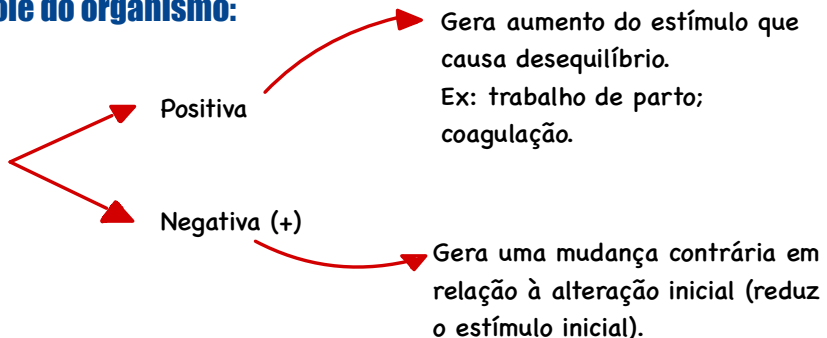 do organismo:
Gera aumento do estímulo que
causa desequilíbrio.
Ex: trabalho de parto;
coagulação.
Positiva
Negativa (+)
Gera uma mudança contrária em
relação à alteração inicial (reduz
o estímulo inicial).